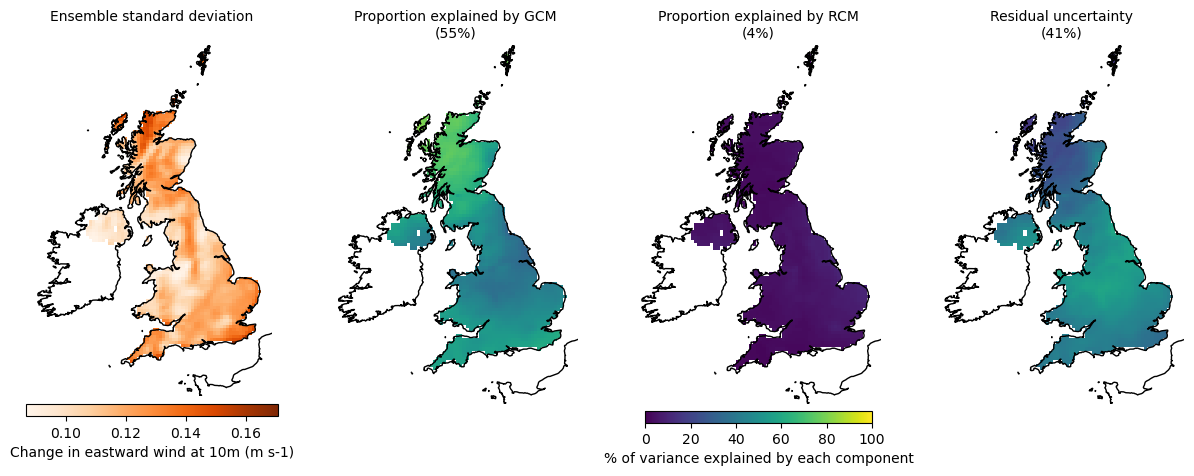 Ensemble standard deviation
Proportion explained by GCM
(55%)
Proportion explained by RCM
(4%)
Residual uncertainty
(41%)
0.10 0.12 0.14 0.16
Change in eastward wind at 10m (m s-1)
0 20 40 60 80 100
% of variance explained by each component